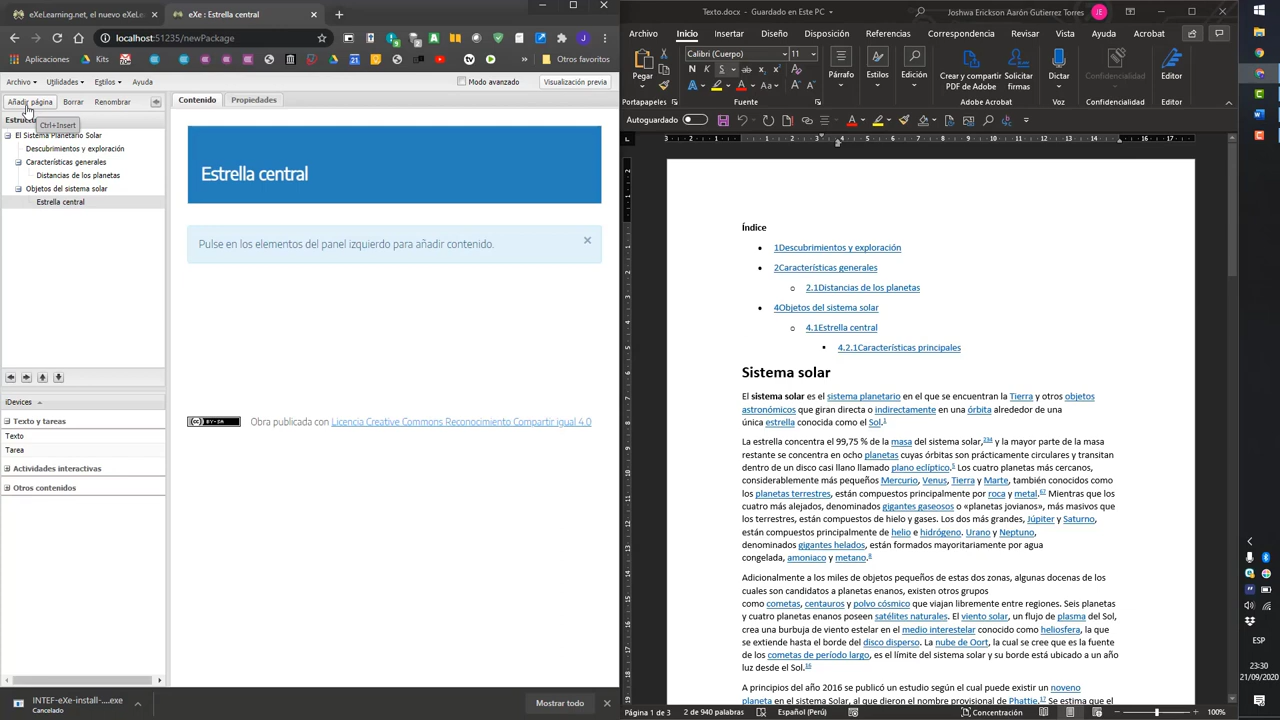 eXeLearning.net, el nuevo eXeLe
eXe : Estrella central
localhost:51235/newPackage
Aplicaciones
Kits
Otros favoritos
Archivo
Utilidades
Estilos
Ayuda
Modo avanzado
Visualización previa
Añadir página
Borrar
Renombrar
Ctrl+Insert
El Sistema Planetario Solar
Descubrimientos y exploración
Características generales
Distancias de los planetas
Objetos del sistema solar
Estrella central
iDevices
Texto y tareas
Texto
Tarea
Actividades interactivas
Otros contenidos
Contenido
Propiedades
Estrella central
Pulse en los elementos del panel izquierdo para añadir contenido.
Obra publicada con Licencia Creative Commons Reconocimiento Compartir igual 4.0
INTEF-eXe-install-....exe
Cancelado
Mostrar todo
Texto.docx - Guardado en Este PC
Joshwa Erickson Aarón Gutierrez Torres
JE
Archivo
Inicio
Insertar
Diseño
Disposición
Referencias
Correspondencia
Revisar
Vista
Ayuda
Acrobat
Calibri (Cuerpo)
11
Pegar
Párrafo
Estilos
Edición
Crear y compartir PDF
Solicitar firmas
Dictar
Confidencialidad
Editor
Portapapeles
Fuente
Adobe Acrobat
Voz
Confidencialidad
Editor
Autoguardado
Índice
1Descubrimientos y exploración
2Características generales
2.1Distancias de los planetas
4Objetos del sistema solar
4.1Estrella central
4.2.1Características principales
Sistema solar
El sistema solar es el sistema planetario en el que se encuentran la Tierra y otros objetos
astronómicos que giran directa o indirectamente en una órbita alrededor de una
única estrella conocida como el Sol.1
La estrella concentra el 99,75 % de la masa del sistema solar,234 y la mayor parte de la masa
restante se concentra en ocho planetas cuyas órbitas son prácticamente circulares y transitan
dentro de un disco casi llano llamado plano eclíptico.5 Los cuatro planetas más cercanos,
considerablemente más pequeños Mercurio, Venus, Tierra y Marte, también conocidos como
los planetas terrestres, están compuestos principalmente por roca y metal.67 Mientras que los
cuatro más alejados, denominados gigantes gaseosos o «planetas jovianos», más masivos que
los terrestres, están compuestos de hielo y gases. Los dos más grandes, Júpiter y Saturno,
están compuestos principalmente de helio e hidrógeno. Urano y Neptuno,
denominados gigantes helados, están formados mayoritariamente por agua
congelada, amoniaco y metano.8
Adicionalmente a los miles de objetos pequeños de estas dos zonas, algunas docenas de los
cuales son candidatos a planetas enanos, existen otros grupos
como cometas, centauros y polvo cósmico que viajan libremente entre regiones. Seis planetas
y cuatro planetas enanos poseen satélites naturales. El viento solar, un flujo de plasma del Sol,
crea una burbuja de viento estelar en el medio interestelar conocido como heliosfera, la que
se extiende hasta el borde del disco disperso. La nube de Oort, la cual se cree que es la fuente
de los cometas de período largo, es el límite del sistema solar y su borde está ubicado a un año
luz desde el Sol.16
A principios del año 2016 se publicó un estudio según el cual puede existir un noveno
planeta en el sistema Solar, al que dieron el nombre provisional de Phattie.17 Se estima que el
Página 1 de 3
2 de 940 palabras
Español (Perú)
Concentración
100%
ESP
23:30
21/09/2020